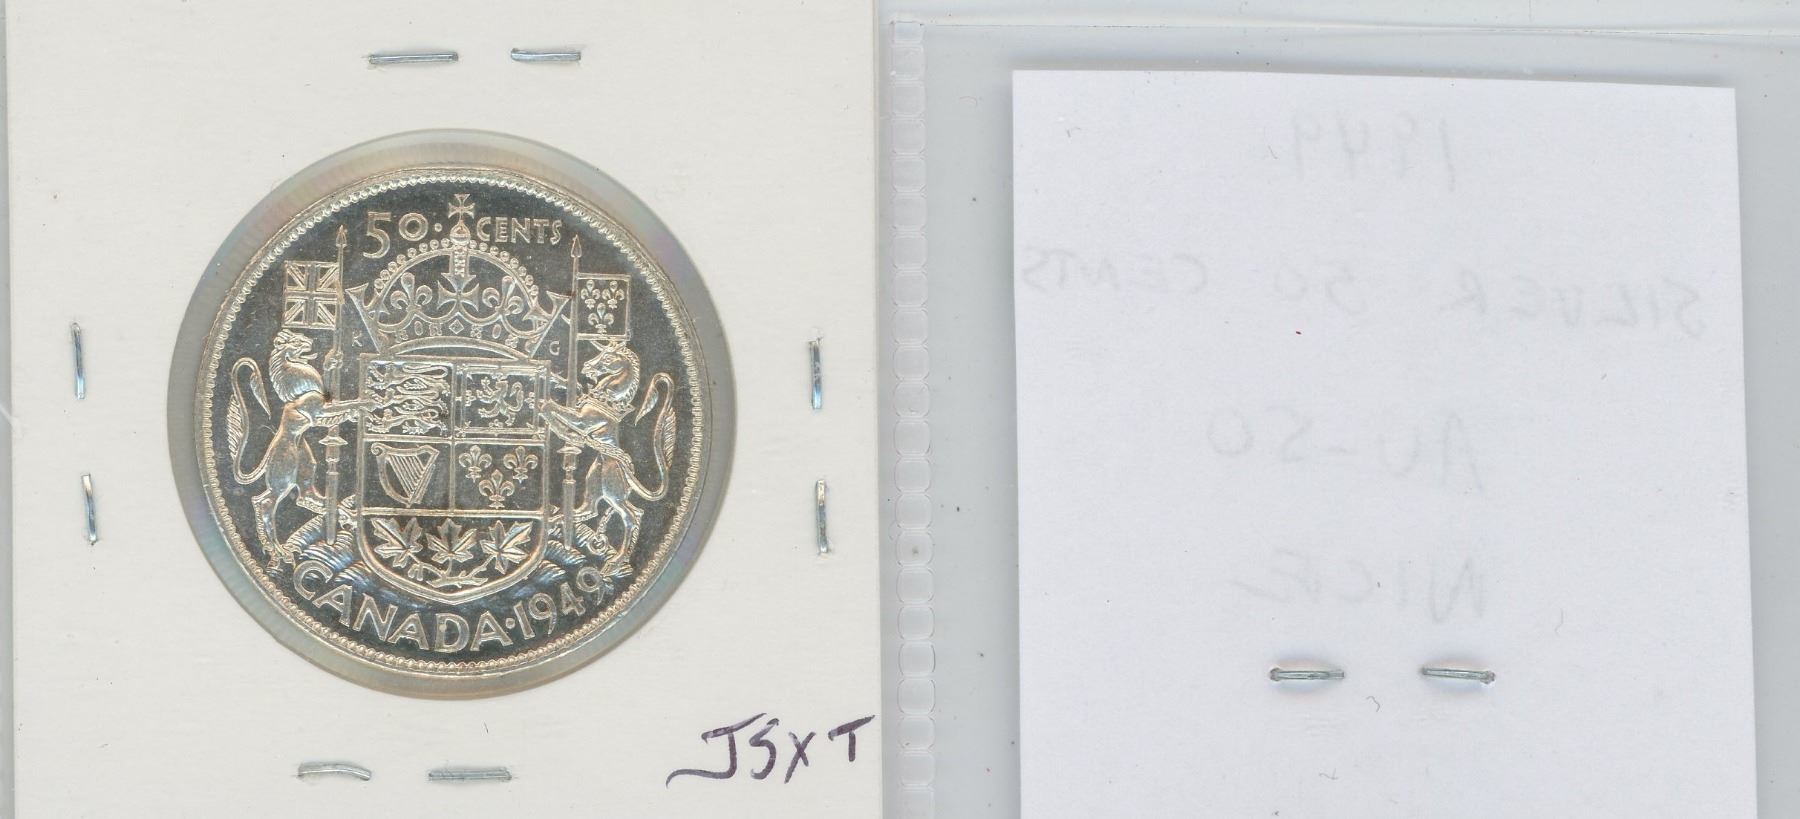 50 · CENTS
K G
CANADA · 1949
JSXT
1949
SILVER 50 CENTS
AU-50
NICE